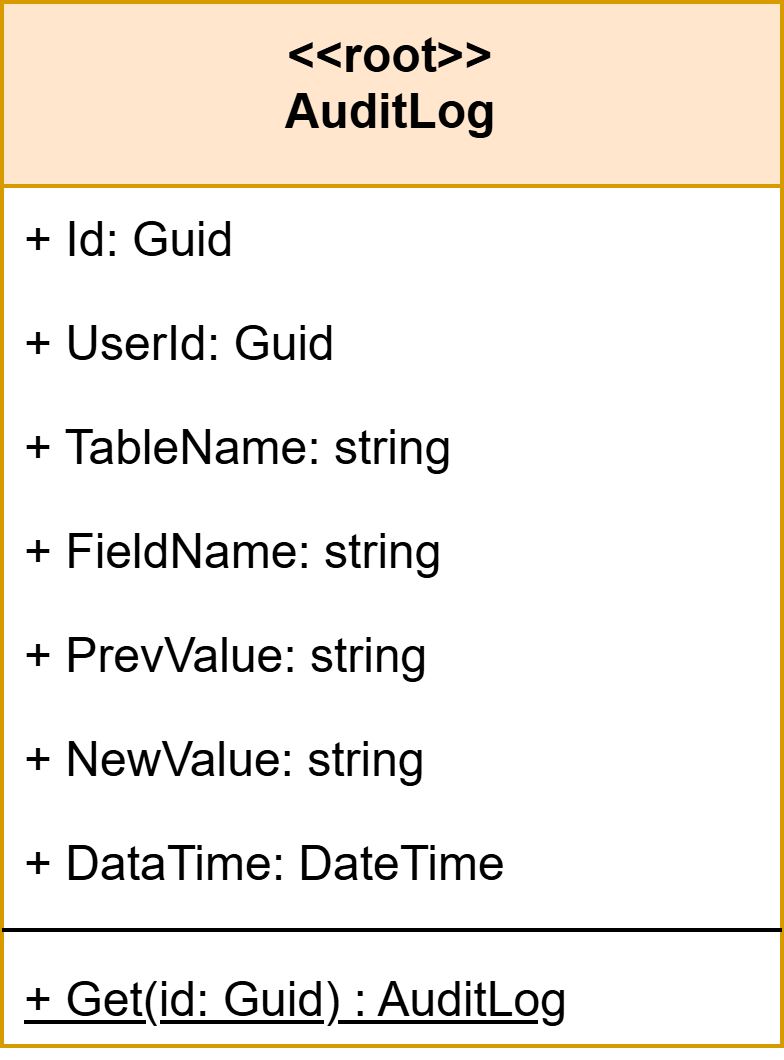 <<root>>
AuditLog
+ Id: Guid
+ UserId: Guid
+ TableName: string
+ FieldName: string
+ PrevValue: string
+ NewValue: string
+ DataTime: DateTime
+ Get(id: Guid) : AuditLog